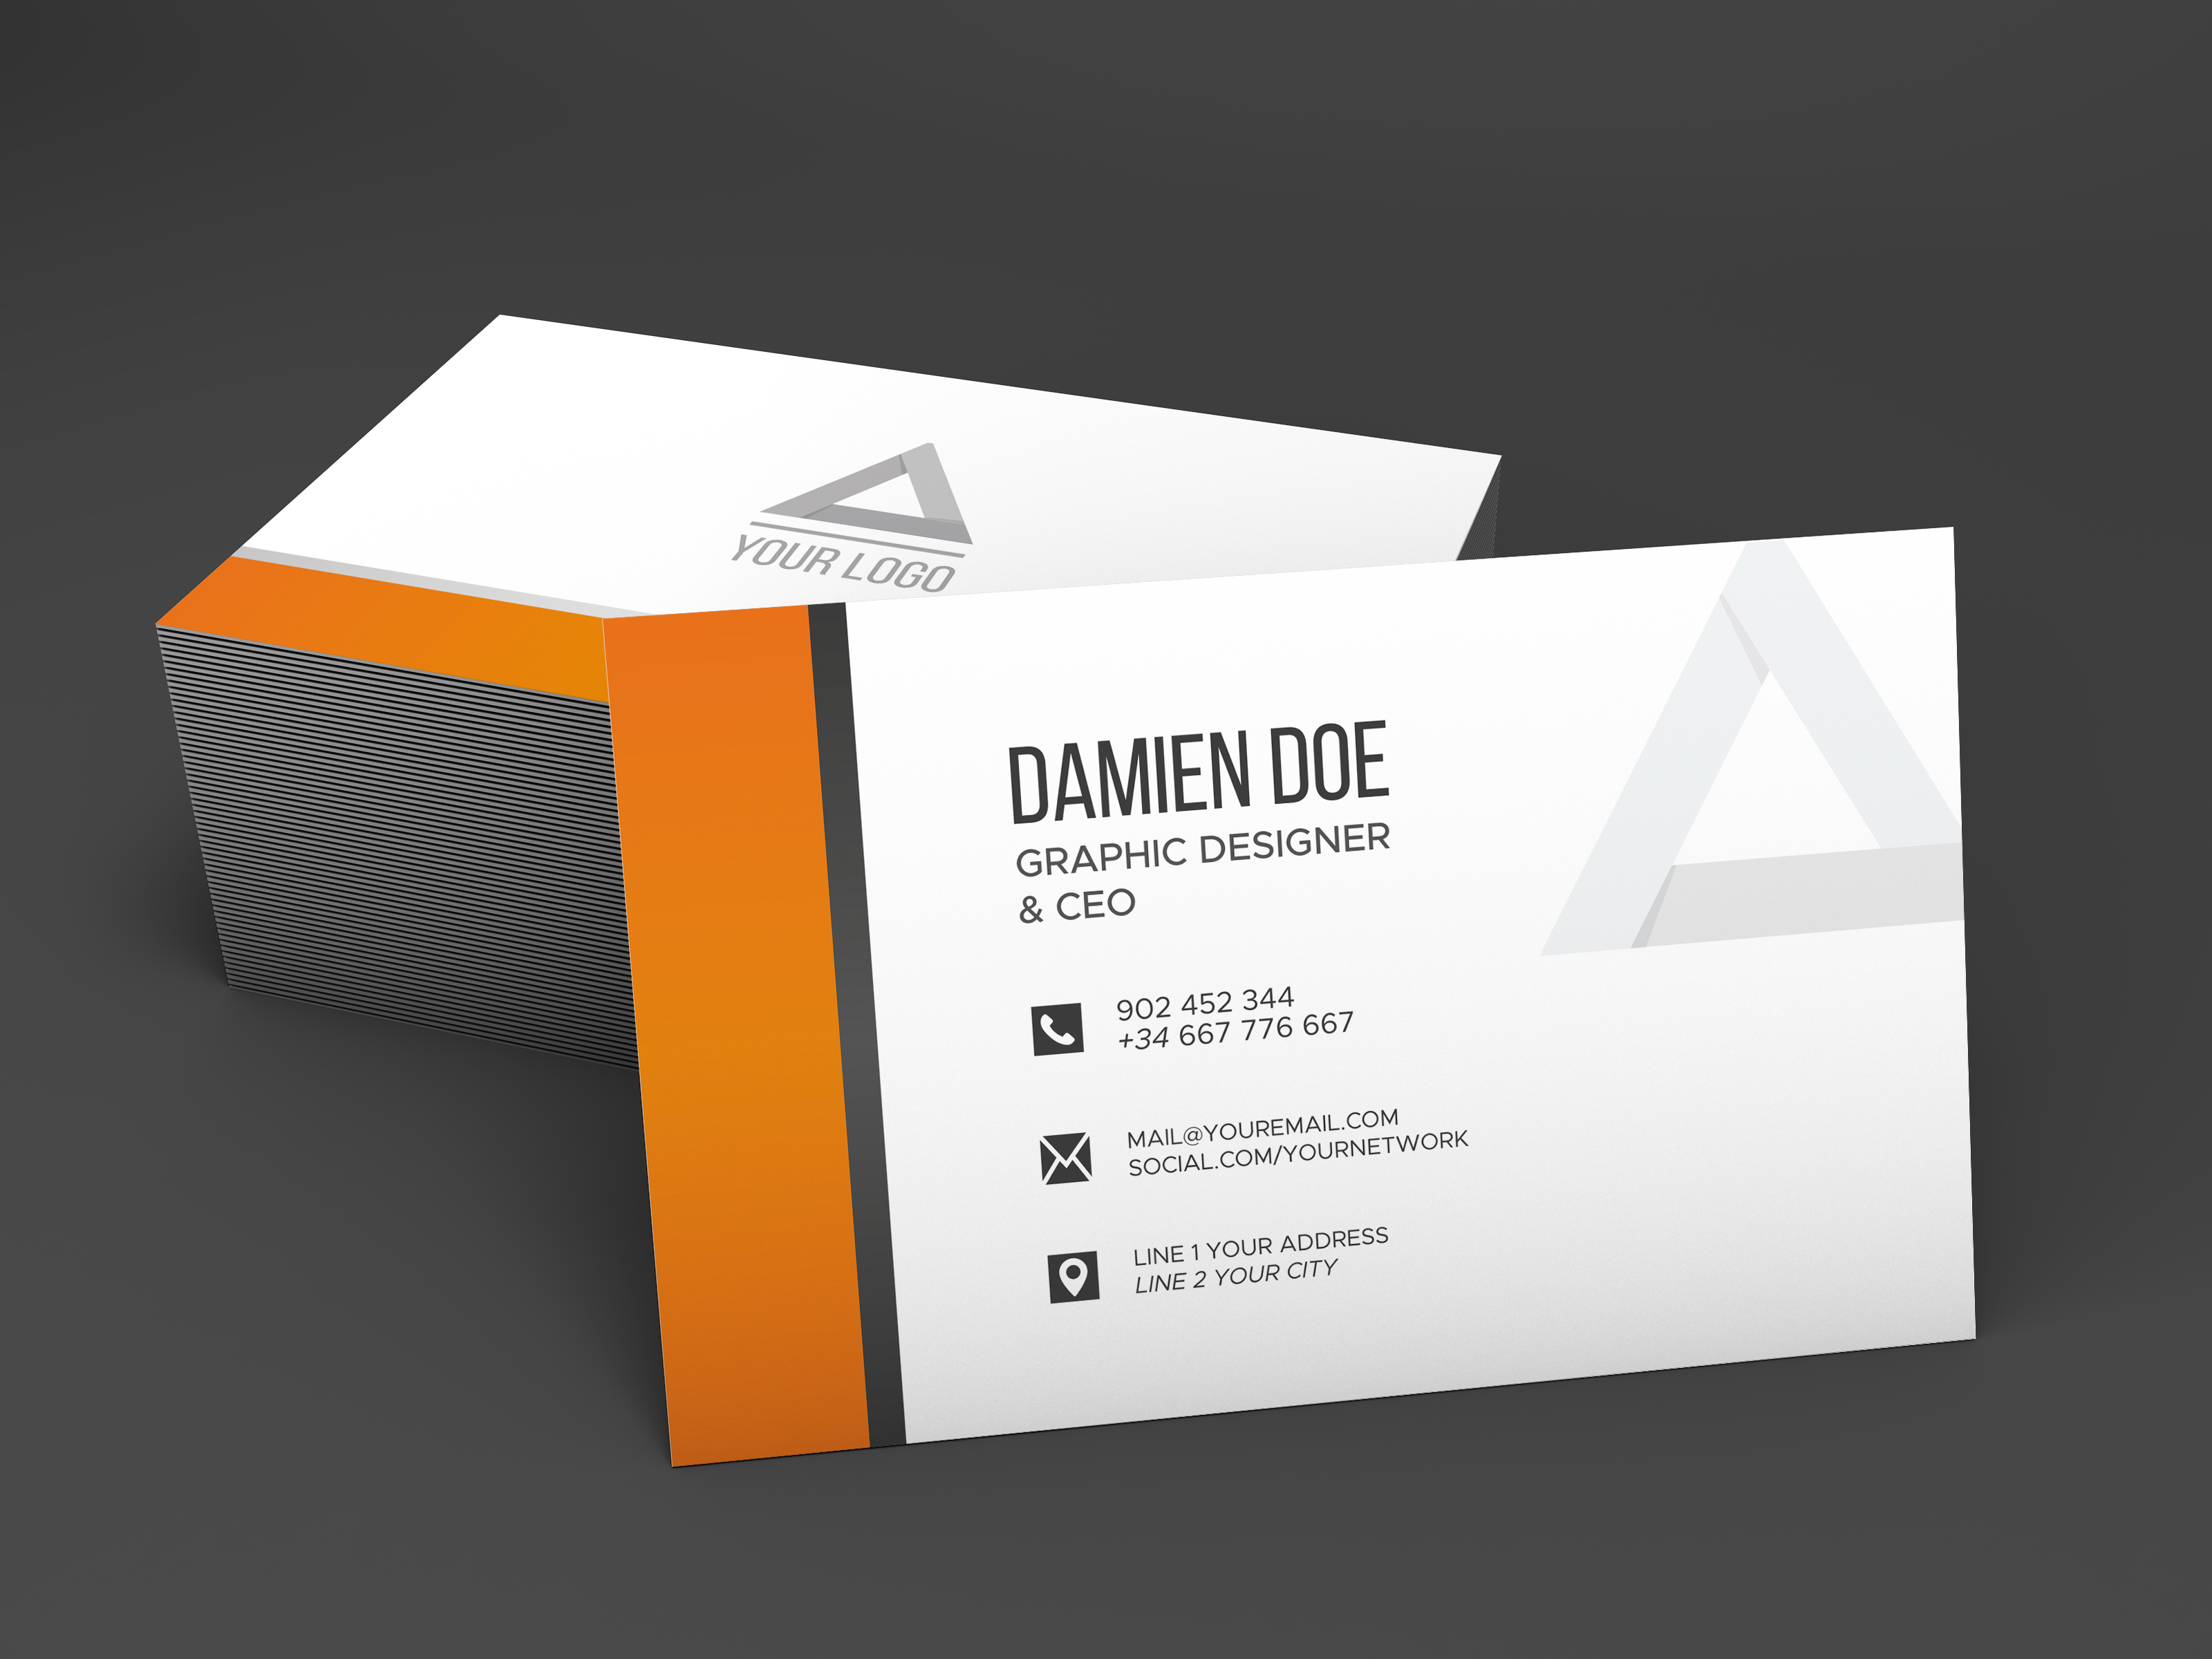 YOUR LOGO
DAMIEN DOE
GRAPHIC DESIGNER
& CEO
902 452 344
+34 667 776 667
MAIL@YOUREMAIL.COM
SOCIAL.COM/YOURNETWORK
LINE 1 YOUR ADDRESS
LINE 2 YOUR CITY